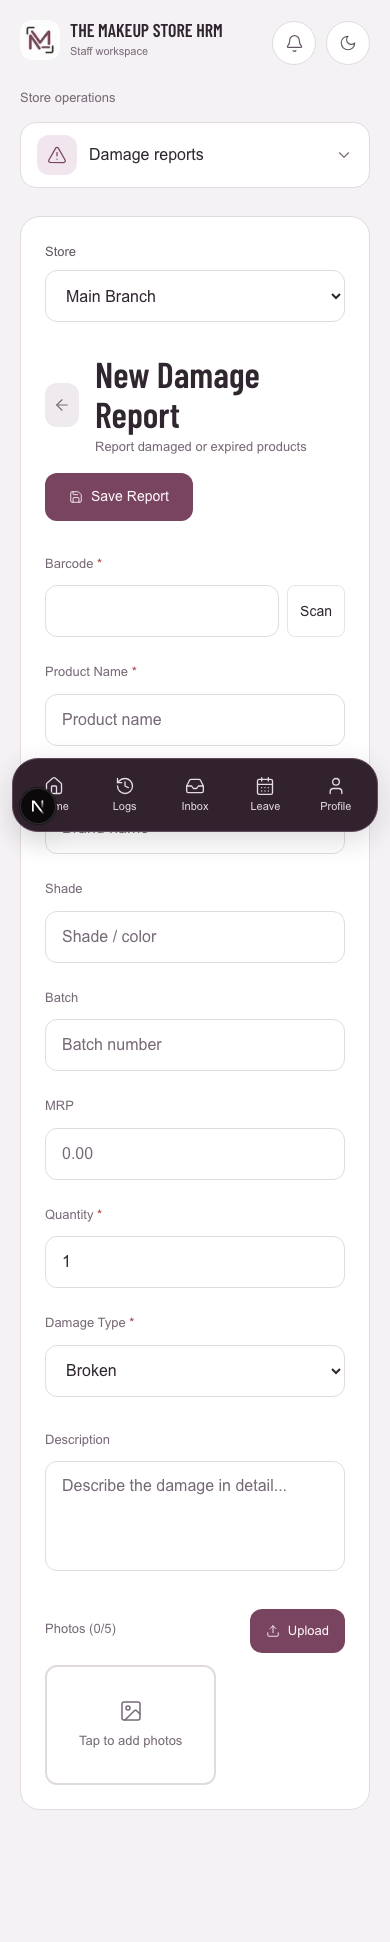 THE MAKEUP STORE HRM
Staff workspace
Store operations
Damage reports
Store
Main Branch
New Damage
Report
Report damaged or expired products
Save Report
Barcode *
Scan
Product Name *
Product name
N
Logs
Inbox
Leave
Profile
Shade
Shade / color
Batch
Batch number
MRP
0.00
Quantity *
1
Damage Type *
Broken
Description
Describe the damage in detail...
Photos (0/5)
Upload
Tap to add photos